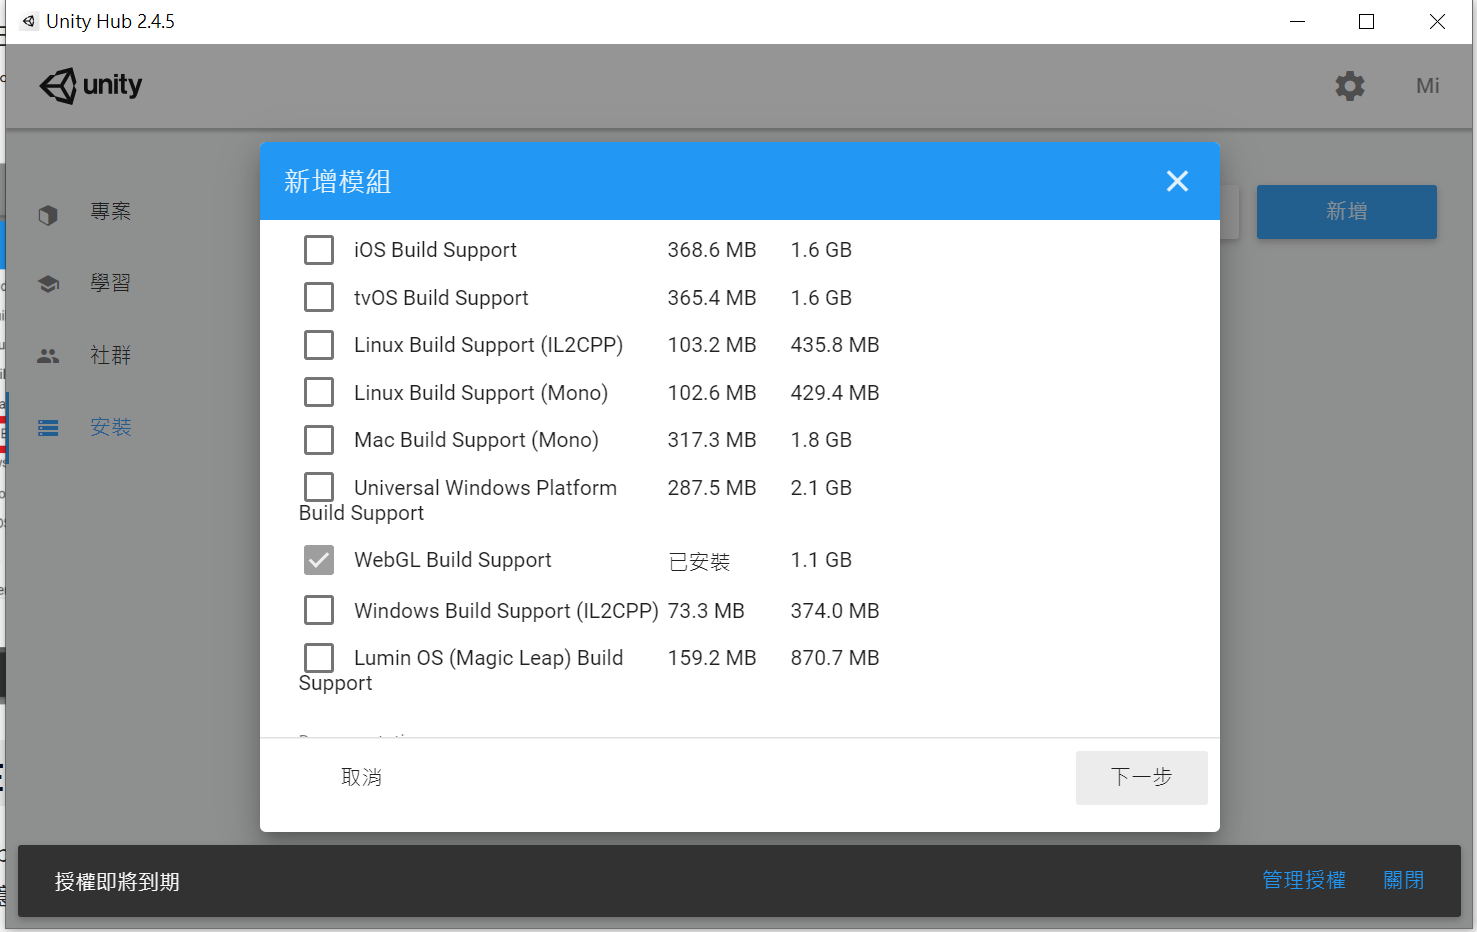 Unity Hub 2.4.5
unity
Mi
新增模組
新增
專案
學習
社群
安裝
iOS Build Support 368.6 MB 1.6 GB
tvOS Build Support 365.4 MB 1.6 GB
Linux Build Support (IL2CPP) 103.2 MB 435.8 MB
Linux Build Support (Mono) 102.6 MB 429.4 MB
Mac Build Support (Mono) 317.3 MB 1.8 GB
Universal Windows Platform 287.5 MB 2.1 GB
Build Support
WebGL Build Support 已安裝 1.1 GB
Windows Build Support (IL2CPP) 73.3 MB 374.0 MB
Lumin OS (Magic Leap) Build 159.2 MB 870.7 MB
Support
取消 下一步
授權即將到期 管理授權 關閉